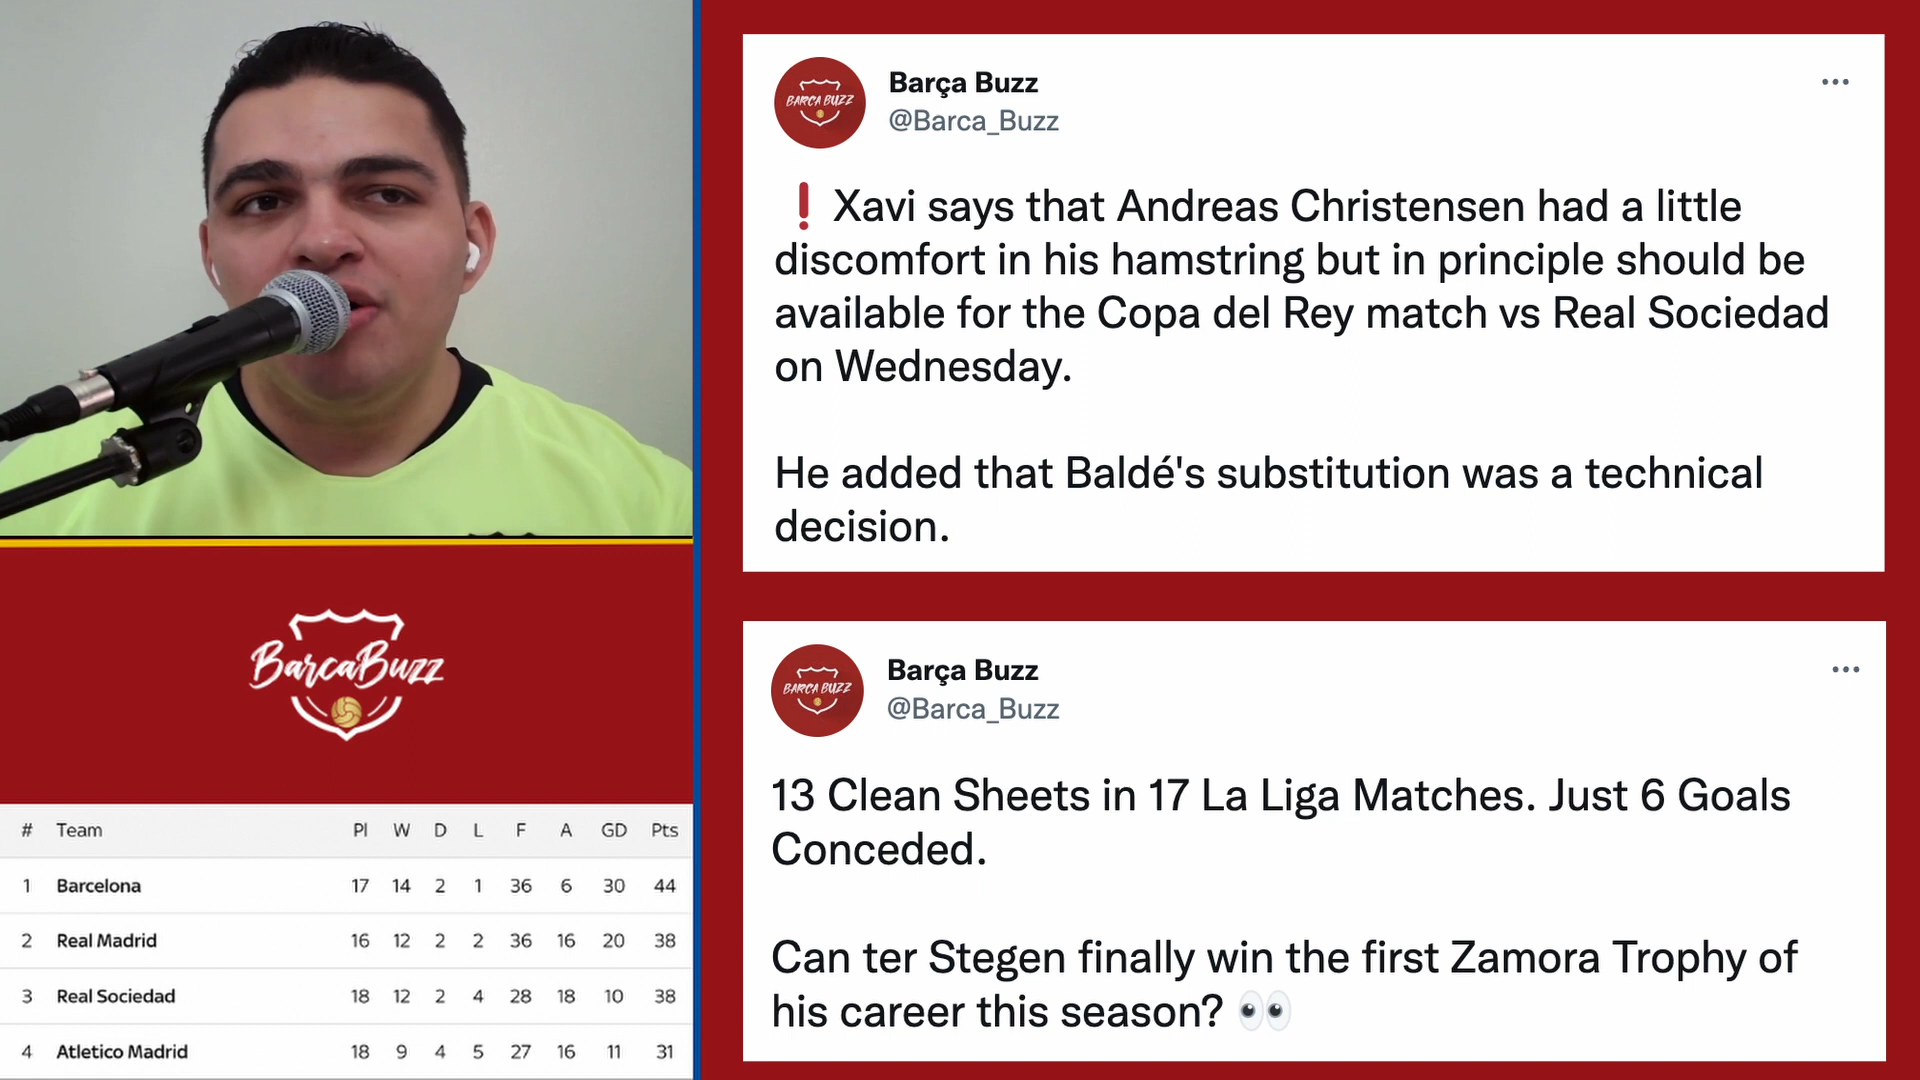 Barça Buzz
@Barca_Buzz
❗ Xavi says that Andreas Christensen had a little
discomfort in his hamstring but in principle should be
available for the Copa del Rey match vs Real Sociedad
on Wednesday.
He added that Baldé's substitution was a technical
decision.
BARCA BUZZ
Barça Buzz
@Barca_Buzz
13 Clean Sheets in 17 La Liga Matches. Just 6 Goals
Conceded.
Can ter Stegen finally win the first Zamora Trophy of
his career this season? 👀
BARCA BUZZ
BarcaBuzz
# Team Pl W D L F A GD Pts
1 Barcelona 17 14 2 1 36 6 30 44
2 Real Madrid 16 12 2 2 36 16 20 38
3 Real Sociedad 18 12 2 4 28 18 10 38
4 Atletico Madrid 18 9 4 5 27 16 11 31